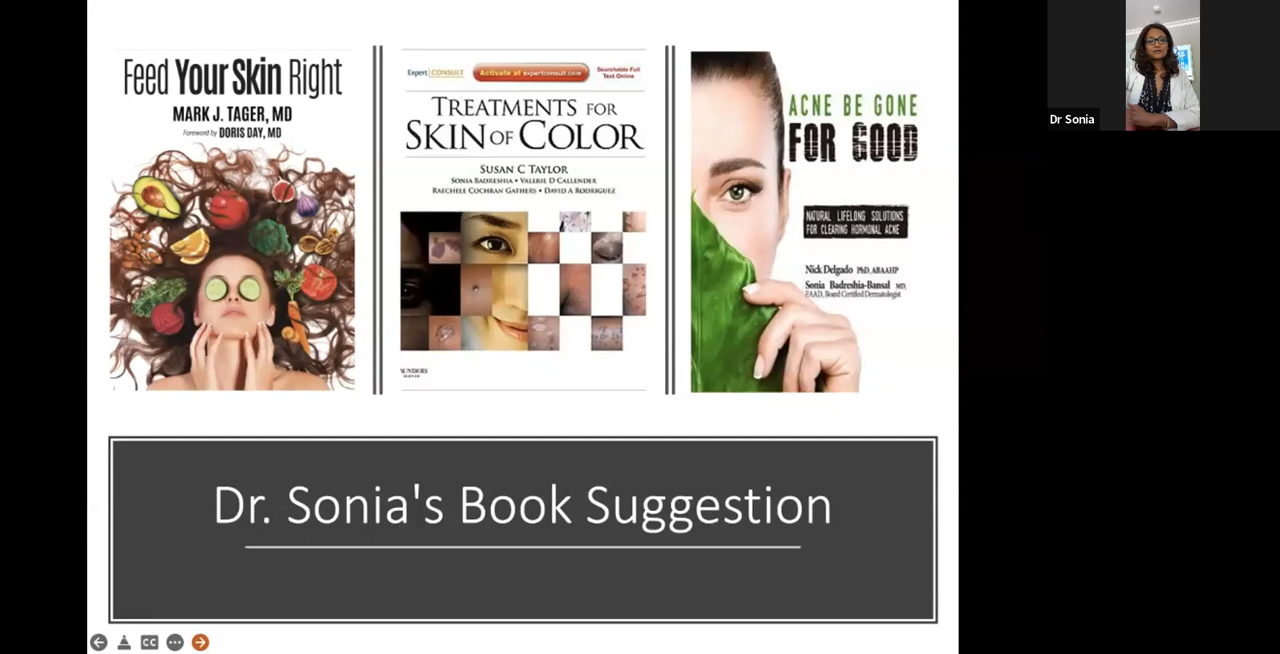 Feed Your Skin Right
MARK J. TAGER, MD
Foreword by DORIS DAY, MD
Expert CONSULT
Activate at expertconsult.com
Searchable Full
Text Online
TREATMENTS FOR
SKIN OF COLOR
SUSAN C TAYLOR
SONIA BADRESHIA • VALERIE D CALLENDER
RAECHELE COCHRAN GATHERS • DAVID A RODRIGUEZ
ACNE BE GONE
FOR GOOD
NATURAL LIFELONG SOLUTIONS
FOR CLEARING HORMONAL ACNE
Nick Delgado PhD, ABAAHP
Sonia Badreshia-Bansal MD,
FAAD, Board Certified Dermatologist
Dr. Sonia's Book Suggestion
CC
Dr Sonia